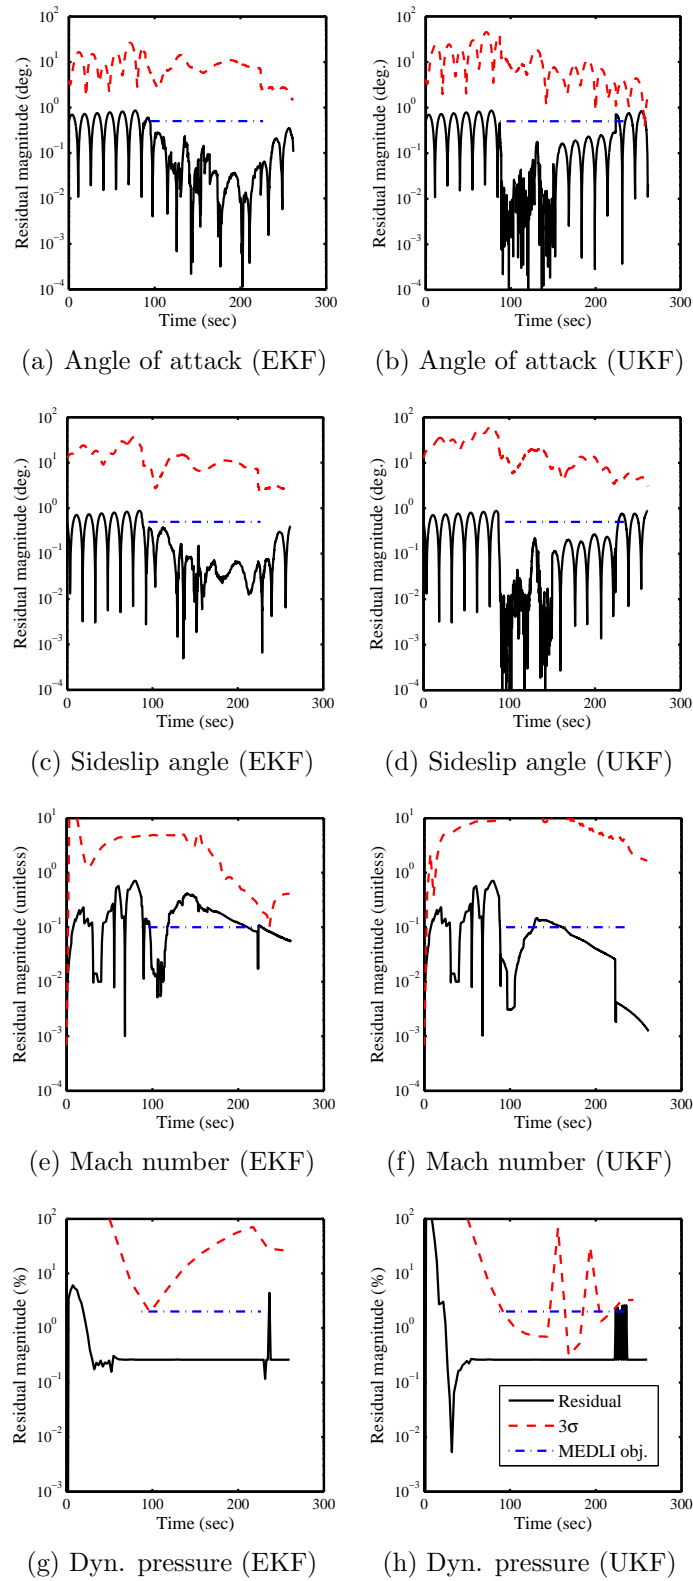 10^2
10^1
10^0
10^−1
10^−2
10^−3
10^−4
Residual magnitude (deg.)
0 100 200 300
Time (sec)
(a) Angle of attack (EKF)
10^2
10^1
10^0
10^−1
10^−2
10^−3
10^−4
Residual magnitude (deg.)
0 100 200 300
Time (sec)
(b) Angle of attack (UKF)
10^2
10^1
10^0
10^−1
10^−2
10^−3
10^−4
Residual magnitude (deg.)
0 100 200 300
Time (sec)
(c) Sideslip angle (EKF)
10^2
10^1
10^0
10^−1
10^−2
10^−3
10^−4
Residual magnitude (deg.)
0 100 200 300
Time (sec)
(d) Sideslip angle (UKF)
10^1
10^0
10^−1
10^−2
10^−3
10^−4
Residual magnitude (unitless)
0 100 200 300
Time (sec)
(e) Mach number (EKF)
10^1
10^0
10^−1
10^−2
10^−3
10^−4
Residual magnitude (unitless)
0 100 200 300
Time (sec)
(f) Mach number (UKF)
10^2
10^1
10^0
10^−1
10^−2
10^−3
Residual magnitude (%)
0 100 200 300
Time (sec)
(g) Dyn. pressure (EKF)
10^2
10^1
10^0
10^−1
10^−2
10^−3
Residual magnitude (%)
Residual
3σ
MEDLI obj.
0 100 200 300
Time (sec)
(h) Dyn. pressure (UKF)